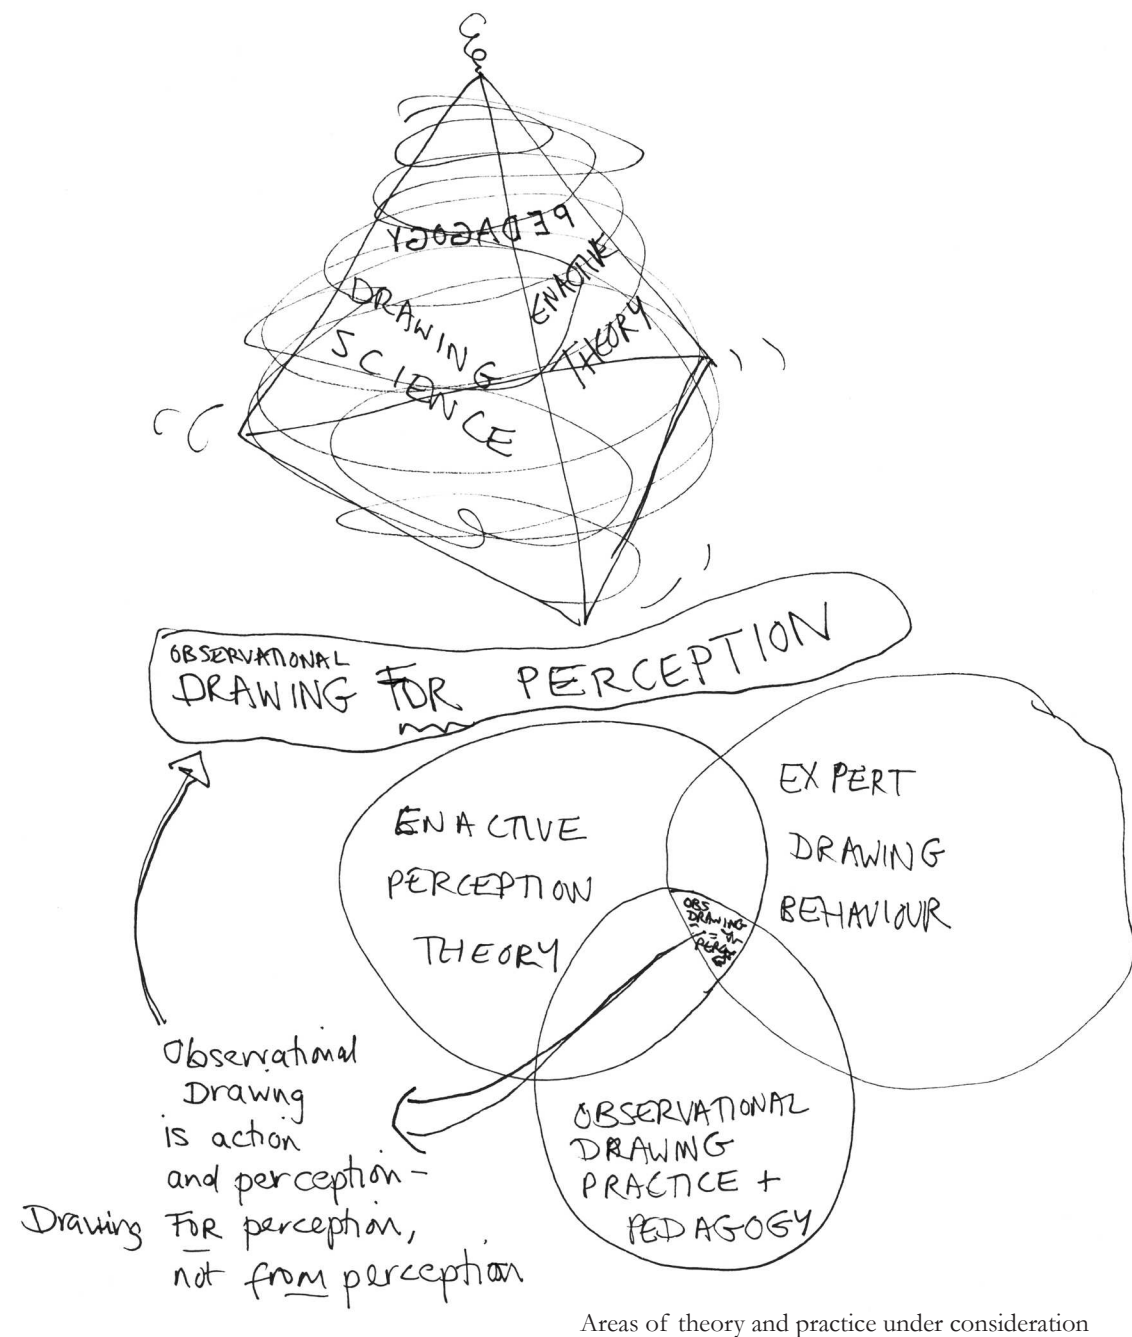 PEDAGOGY
DRAWING
SCIENCE
ENACTIVE
THEORY
OBSERVATIONAL
DRAWING FOR PERCEPTION
ENACTIVE
PERCEPTION
THEORY
EXPERT
DRAWING
BEHAVIOUR
OBS
DRAWING
=
Observational
Drawng
is action
and perception -
Drawing FOR perception,
not from perception
OBSERVATIONAL
DRAWING
PRACTICE +
PEDAGOGY
Areas of theory and practice under consideration